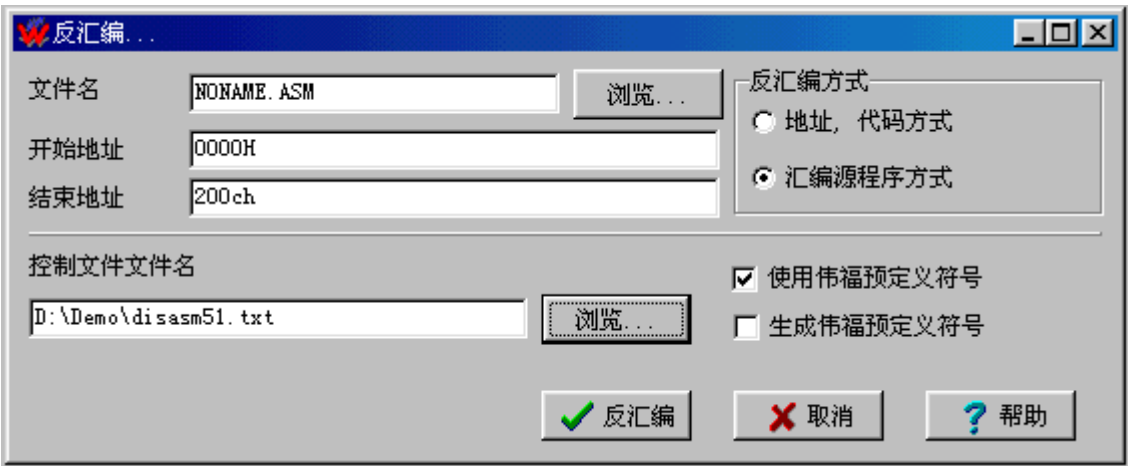 反汇编...
文件名 NONAME.ASM 浏览...
开始地址 0000H
结束地址 200ch
反汇编方式
地址, 代码方式
汇编源程序方式
控制文件文件名
D:\Demo\disasm51.txt 浏览...
使用伟福预定义符号
生成伟福预定义符号
反汇编 取消 帮助